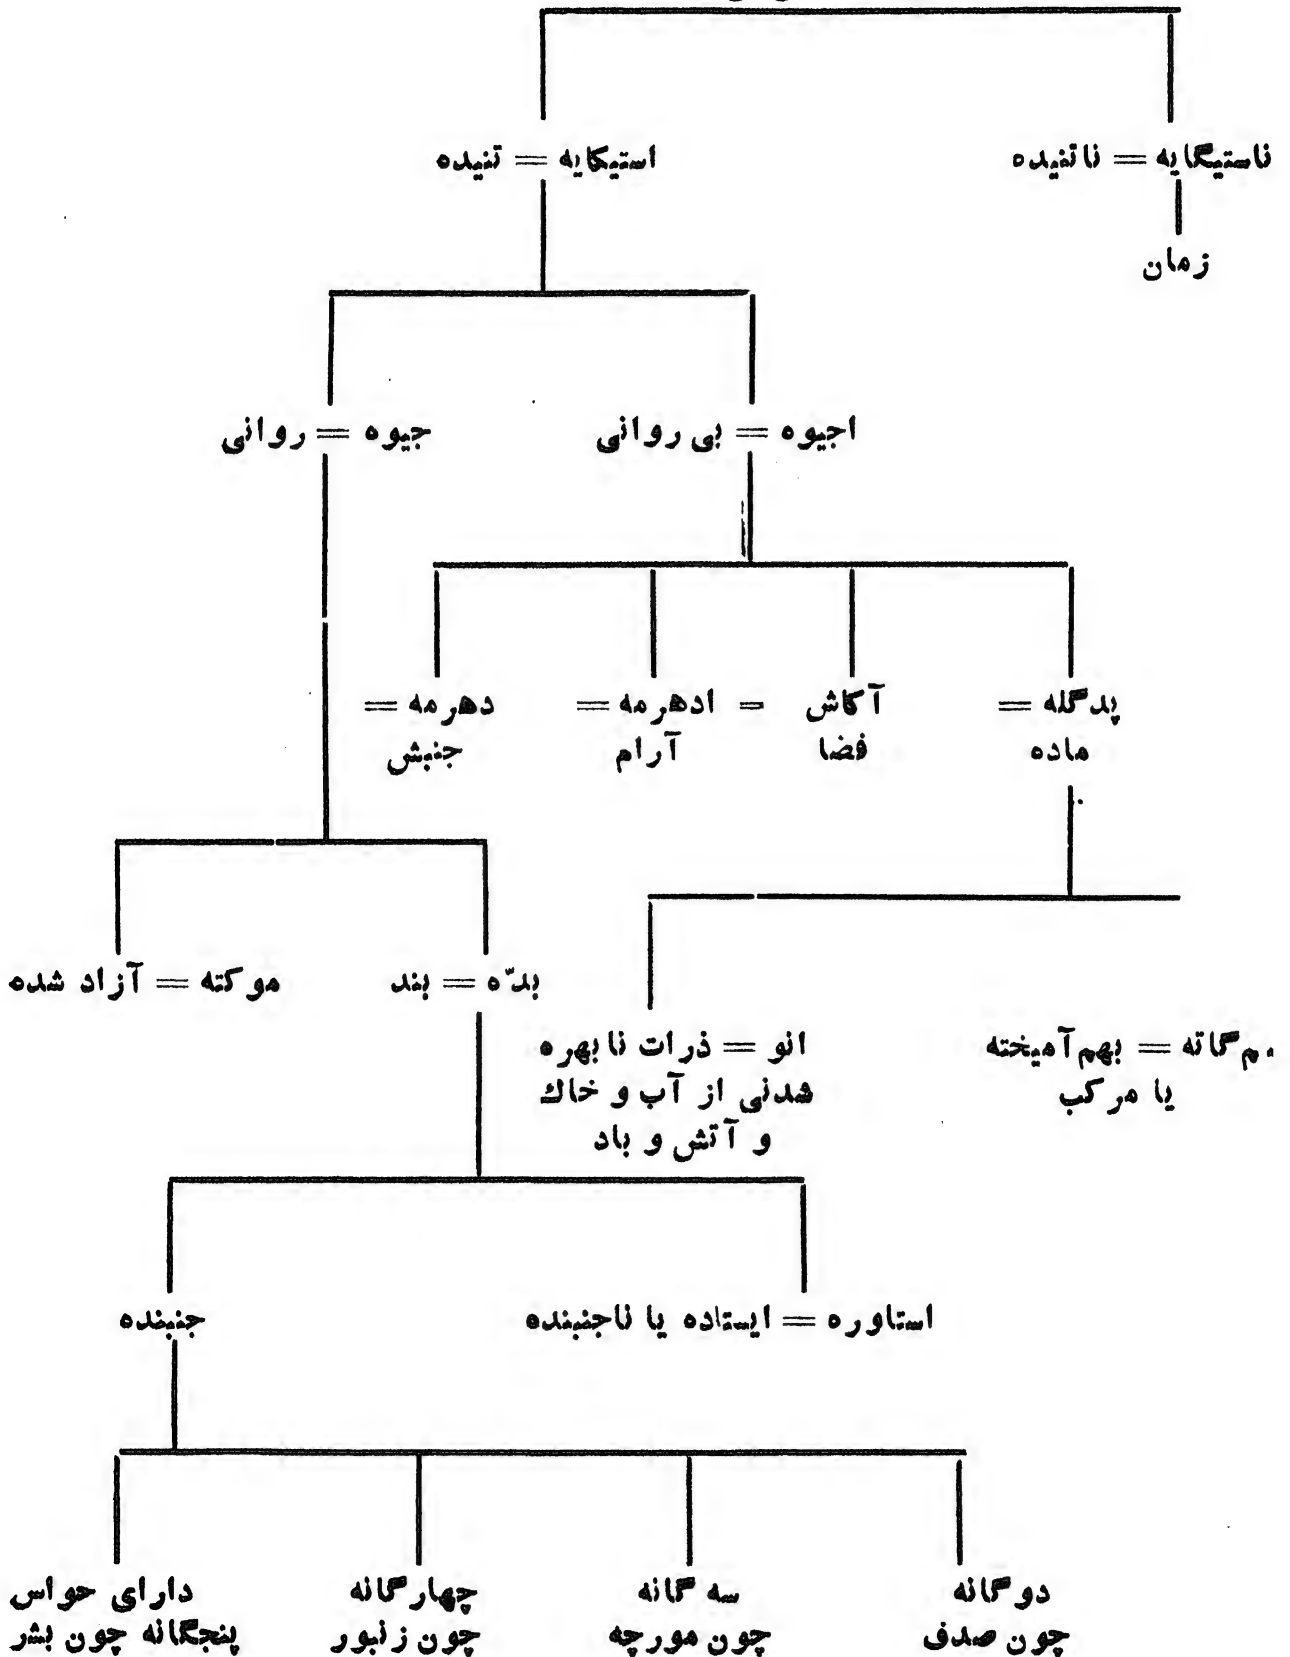 ناستیگایه = ناتنیده
استیکایه = تنیده
زمان
اجیوه = بی روانی
جیوه = روانی
پدگله =
ماده
آکاش
فضا
= ادهرمه =
آرام
دهرمه =
جنبش
بدّه = بند
موکته = آزاد شده
گاته = بهم آمیخته
یا مرکب
انو = ذرات نا بهره
شدنی از آب و خاك
و آتش و باد
استاوره = ایستاده یا ناجنبنده
جنبنده
دوگانه
چون صدف
سه گانه
چون مورچه
چهارگانه
چون زنبور
دارای حواس
پنجگانه چون بشر